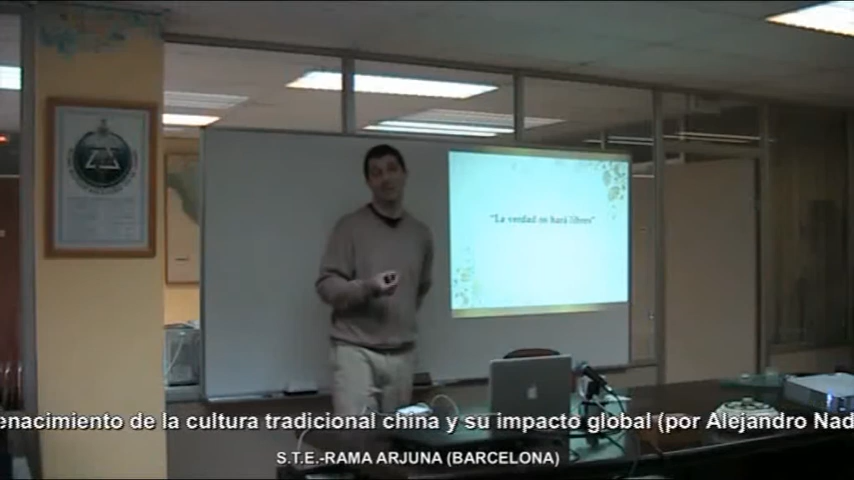 "La verdad os hará libres"
enacimiento de la cultura tradicional china y su impacto global (por Alejandro Nad
S.T.E.-RAMA ARJUNA (BARCELONA)